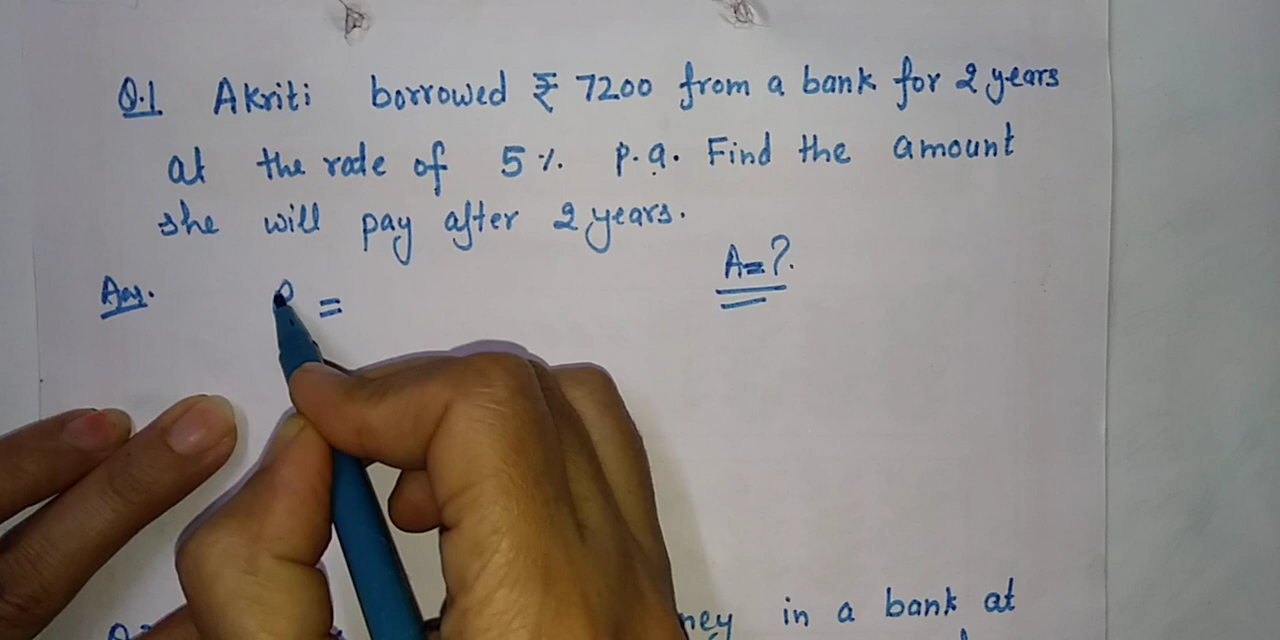 Q.1 Akriti borrowed ₹ 7200 from a bank for 2 years
at the rate of 5 % p.a. Find the amount
she will pay after 2 years.
A=?.
Ans. P =
in a bank at